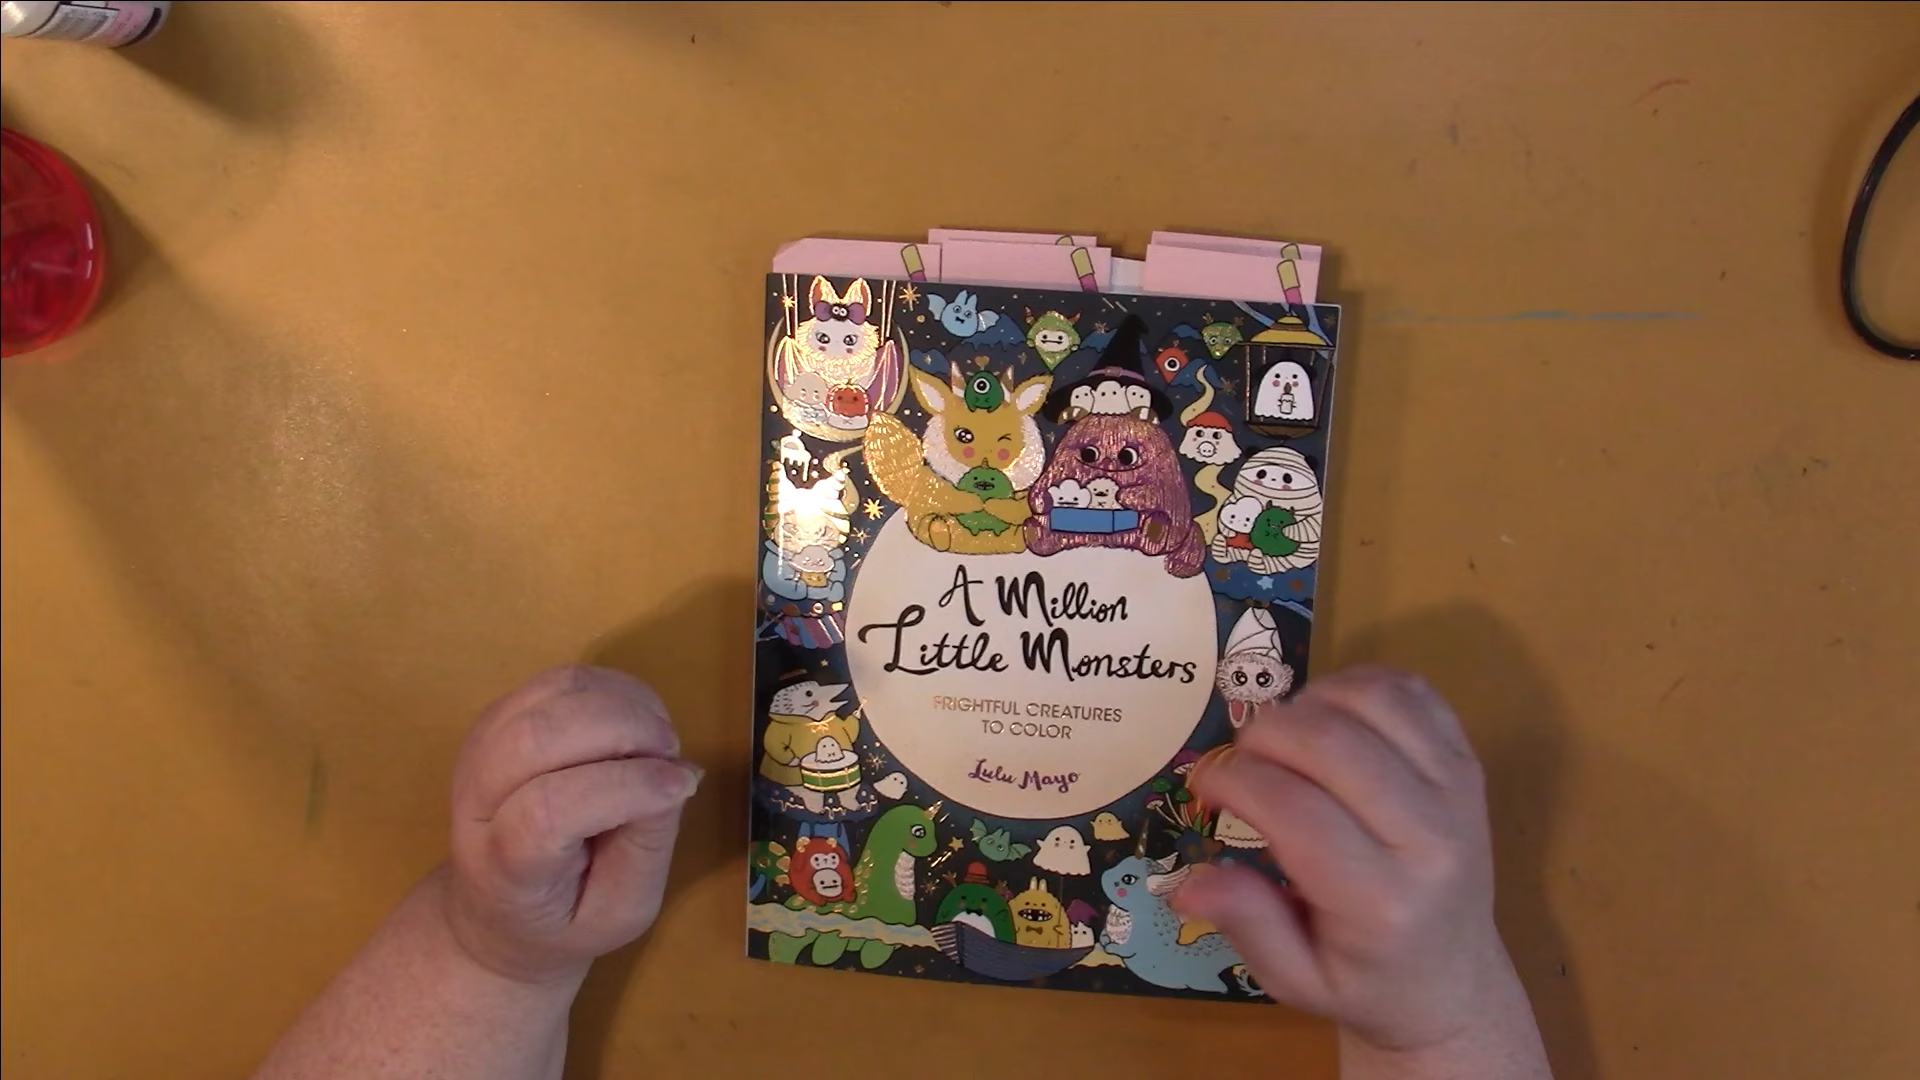 A Million
Little Monsters
FRIGHTFUL CREATURES
TO COLOR
Lulu Mayo